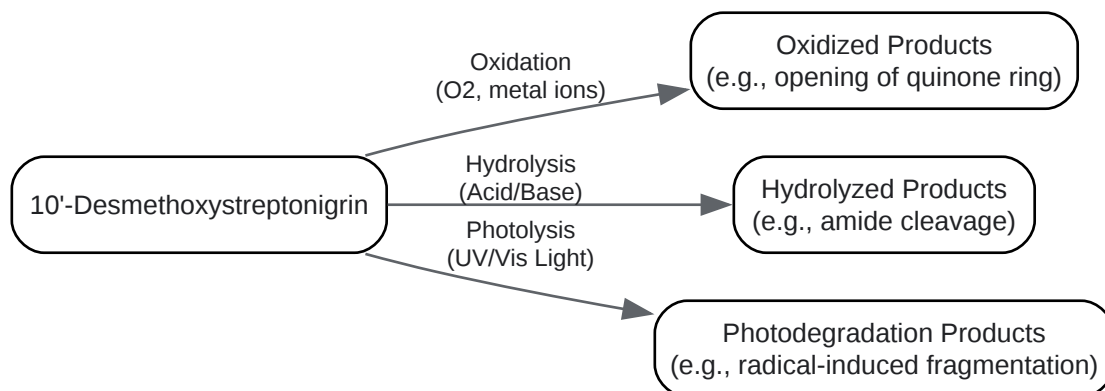 Oxidized Products
(e.g., opening of quinone ring)
Oxidation
(O2, metal ions)
10'-Desmethoxystreptonigrin
Hydrolysis
(Acid/Base)
Hydrolyzed Products
(e.g., amide cleavage)
Photolysis
(UV/Vis Light)
Photodegradation Products
(e.g., radical-induced fragmentation)